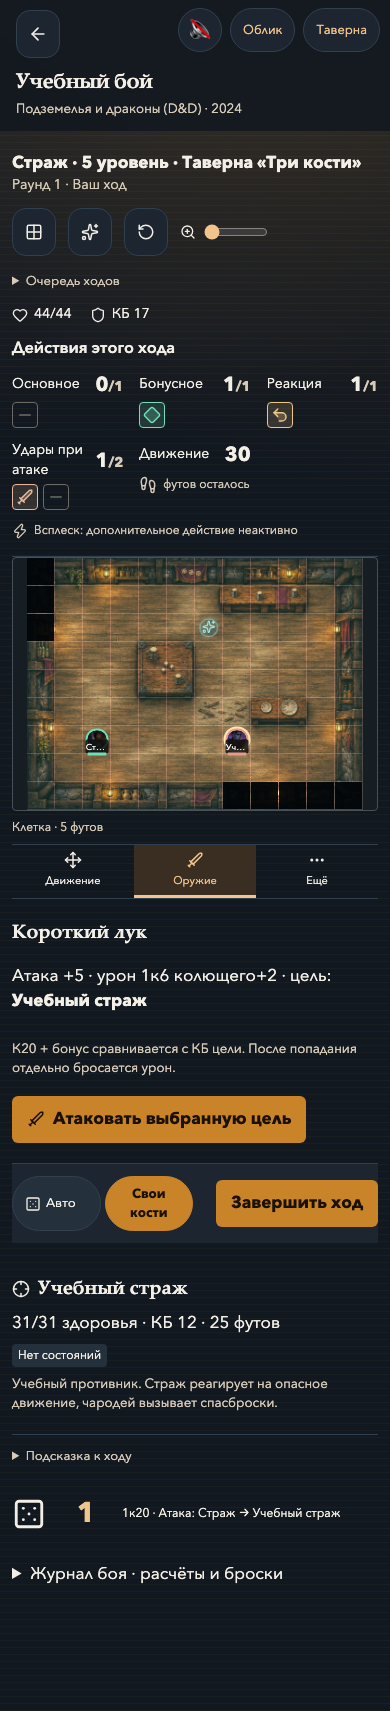 Облик
Таверна
Учебный бой
Подземелья и драконы (D&D) · 2024
Страж · 5 уровень · Таверна «Три кости»
Раунд 1 · Ваш ход
Очередь ходов
44/44 КБ 17
Действия этого хода
Основное 0/1 Бонусное 1/1 Реакция 1/1
Удары при атаке 1/2 Движение 30
футов осталось
Всплеск: дополнительное действие неактивно
Ст... Уч...
Клетка · 5 футов
Движение Оружие Ещё
Короткий лук
Атака +5 · урон 1к6 колющего+2 · цель:
Учебный страж
К20 + бонус сравнивается с КБ цели. После попадания
отдельно бросается урон.
Атаковать выбранную цель
Авто
Свои
кости
Завершить ход
Учебный страж
31/31 здоровья · КБ 12 · 25 футов
Нет состояний
Учебный противник. Страж реагирует на опасное
движение, чародей вызывает спасброски.
Подсказка к ходу
1 1к20 · Атака: Страж → Учебный страж
Журнал боя · расчёты и броски